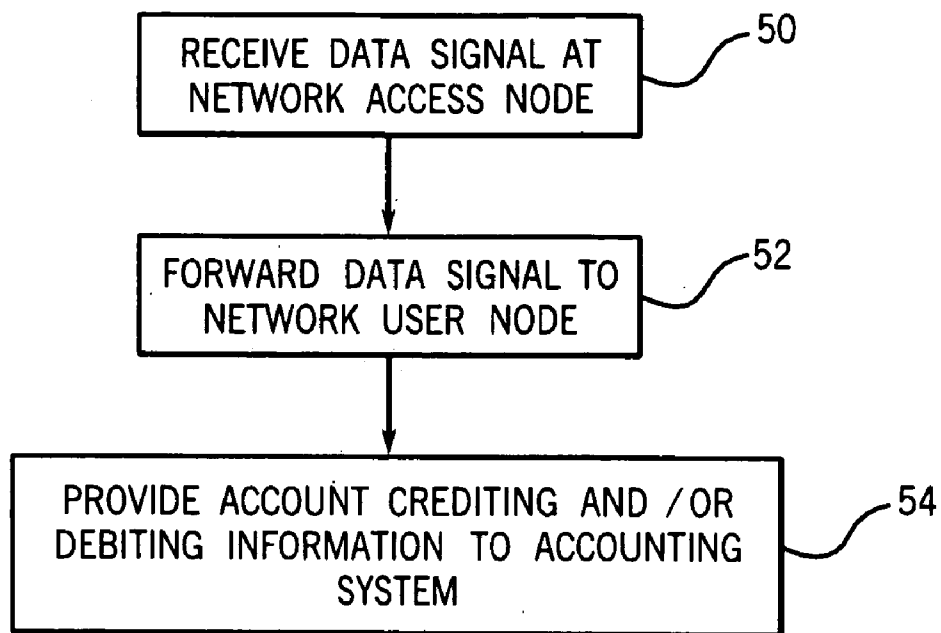 RECEIVE DATA SIGNAL AT
NETWORK ACCESS NODE
50
FORWARD DATA SIGNAL TO
NETWORK USER NODE
52
PROVIDE ACCOUNT CREDITING AND /OR
DEBITING INFORMATION TO ACCOUNTING
SYSTEM
54